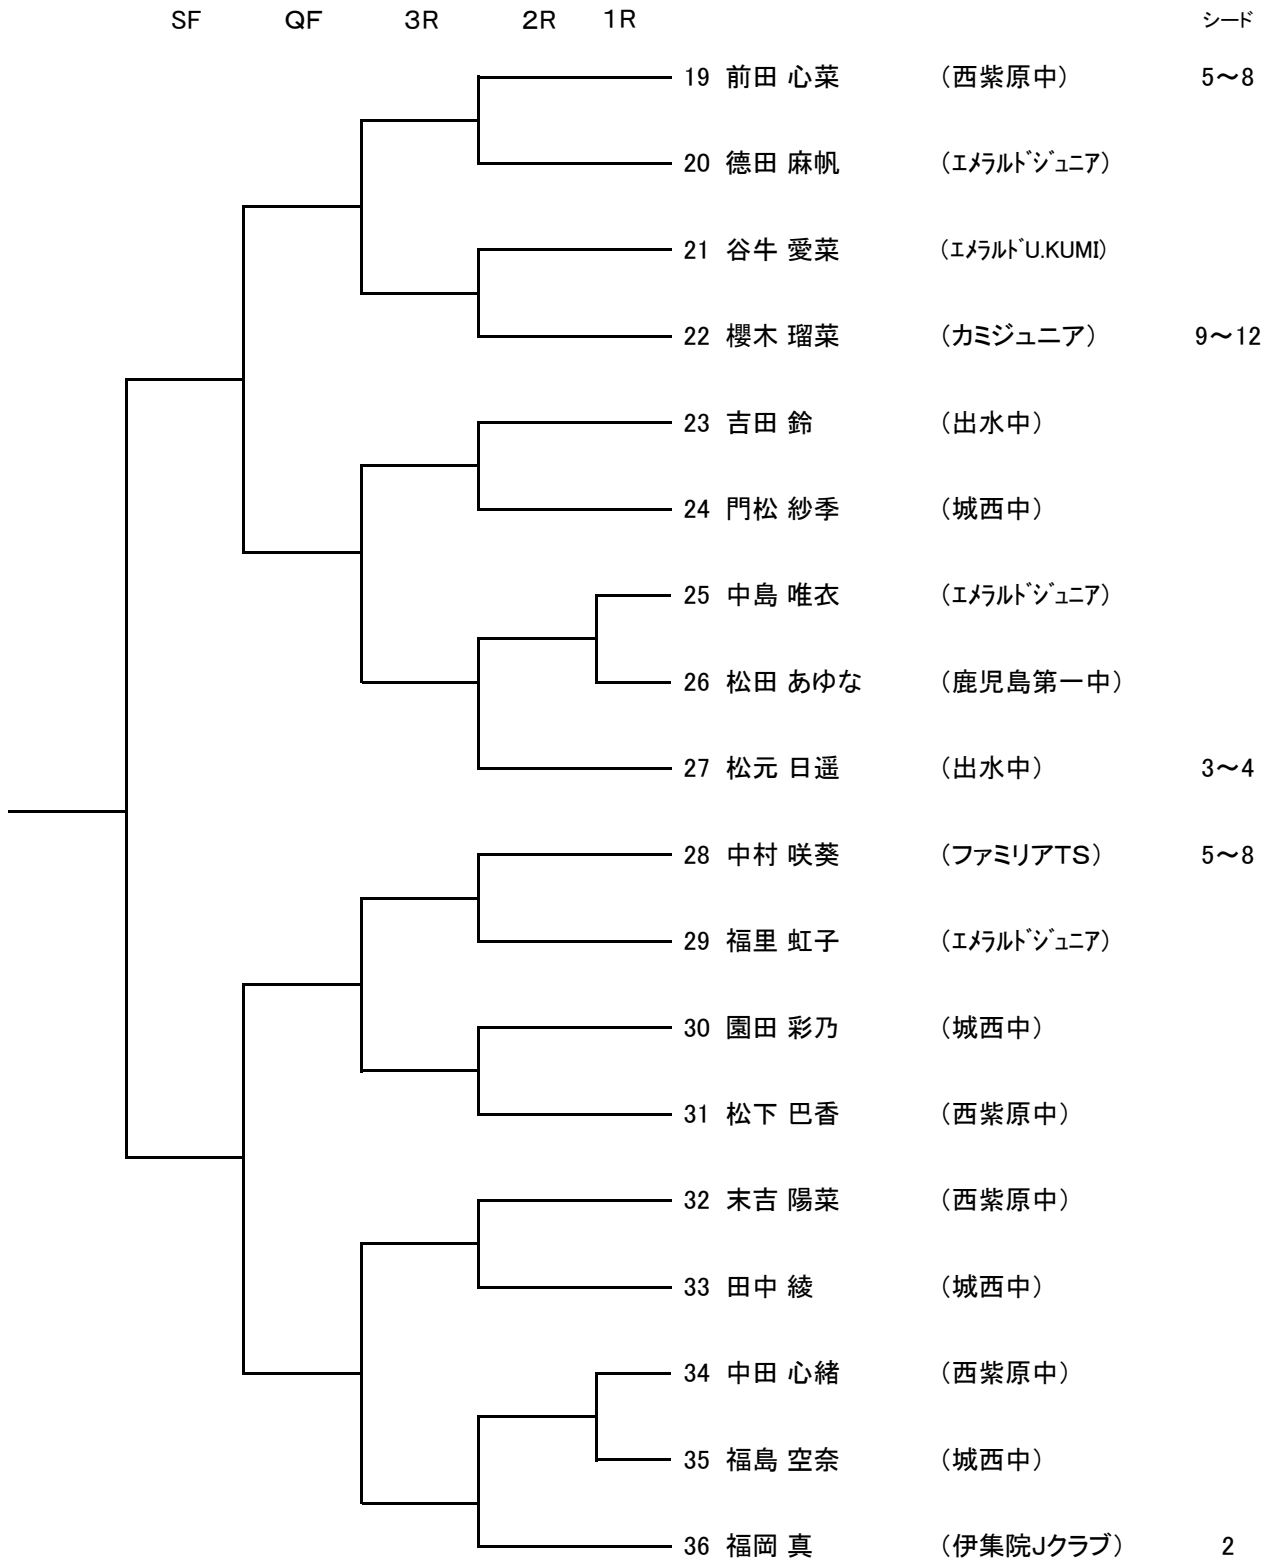 SF QF 3R 2R 1R シード
19 前田 心菜 (西紫原中) 5～8
20 德田 麻帆 (ｴﾒﾗﾙﾄﾞｼﾞｭﾆｱ)
21 谷牛 愛菜 (ｴﾒﾗﾙﾄﾞU.KUMI)
22 櫻木 瑠菜 (カミジュニア) 9～12
23 吉田 鈴 (出水中)
24 門松 紗季 (城西中)
25 中島 唯衣 (ｴﾒﾗﾙﾄﾞｼﾞｭﾆｱ)
26 松田 あゆな (鹿児島第一中)
27 松元 日遥 (出水中) 3～4
28 中村 咲葵 (ファミリアTS) 5～8
29 福里 虹子 (ｴﾒﾗﾙﾄﾞｼﾞｭﾆｱ)
30 園田 彩乃 (城西中)
31 松下 巴香 (西紫原中)
32 末吉 陽菜 (西紫原中)
33 田中 綾 (城西中)
34 中田 心緒 (西紫原中)
35 福島 空奈 (城西中)
36 福岡 真 (伊集院Jクラブ) 2